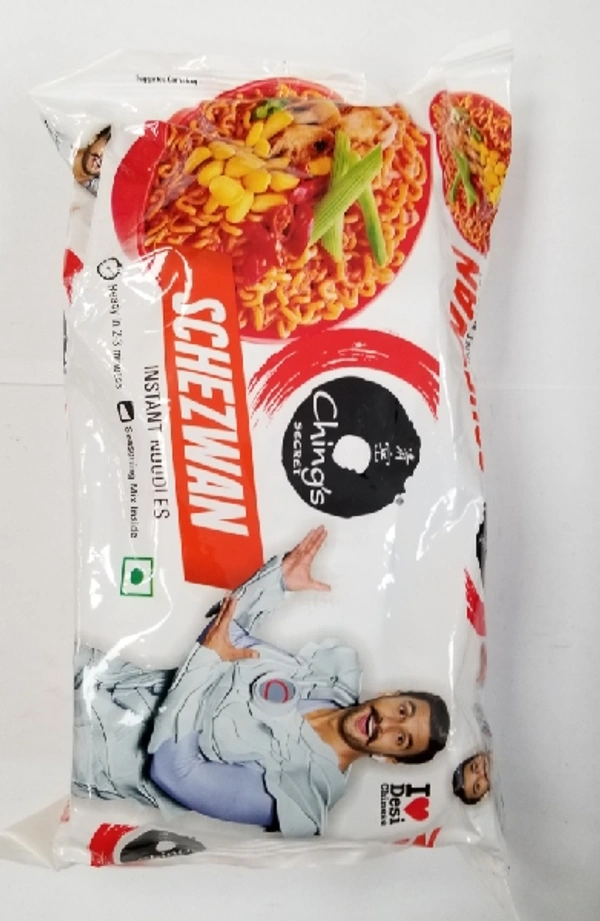 Ching's
SECRET
SCHEZWAN
INSTANT NOODLES
Ready in 2-3 minutes
Seasoning Mix Inside
I ♥
Desi
Chinese